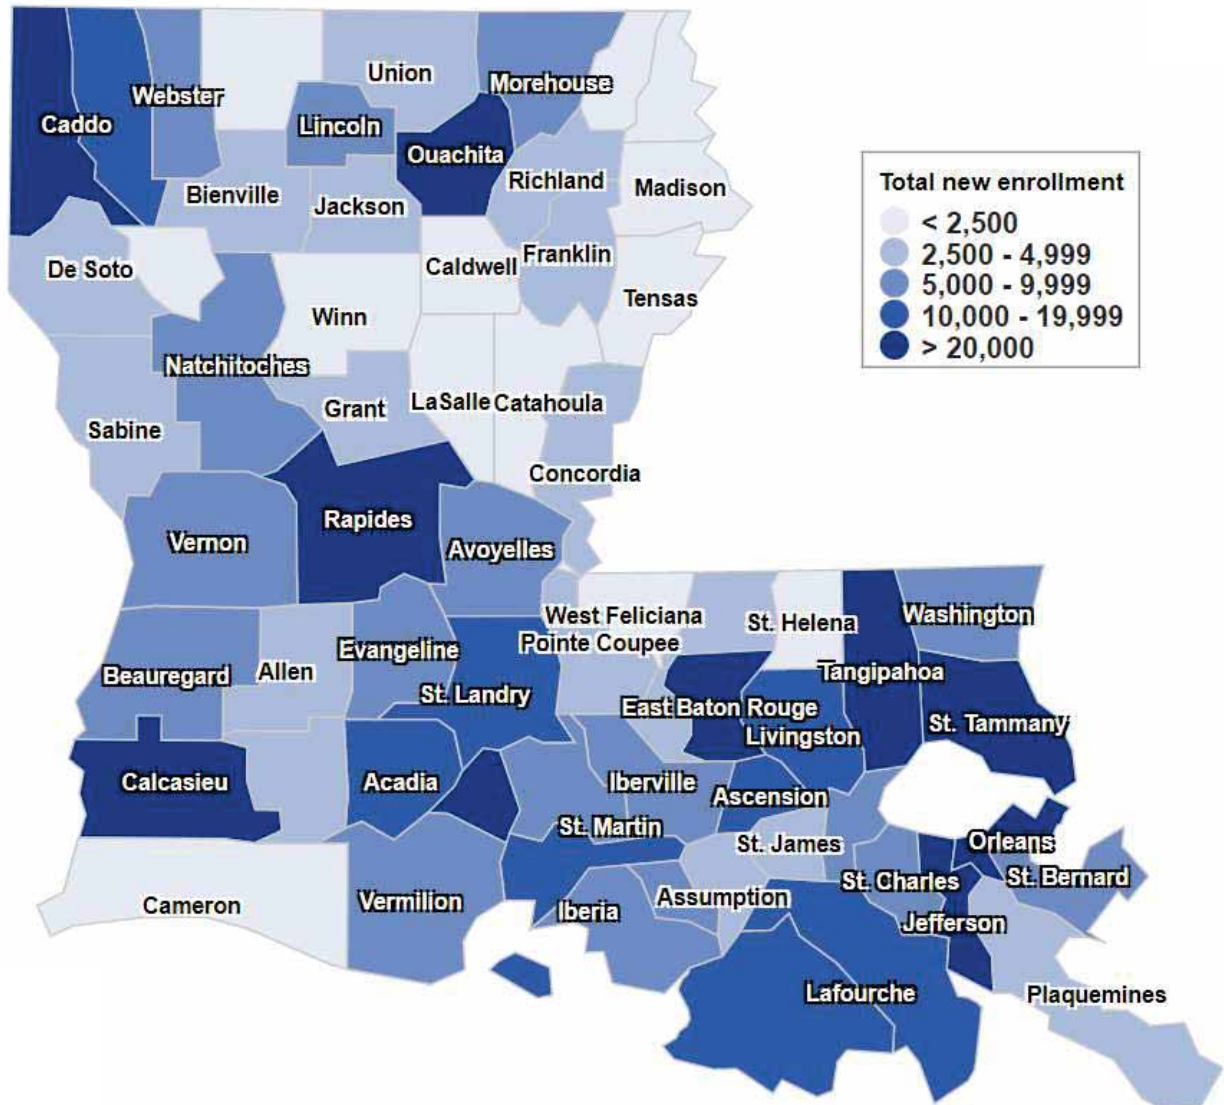 Union
Morehouse
Webster
Caddo
Lincoln
Ouachita
Richland
Madison
Bienville
Jackson
Total new enrollment
< 2,500
2,500 - 4,999
5,000 - 9,999
10,000 - 19,999
> 20,000
De Soto
Caldwell
Franklin
Tensas
Winn
Natchitoches
Grant
LaSalle
Catahoula
Sabine
Concordia
Rapides
Vernon
Avoyelles
West Feliciana
St. Helena
Washington
Pointe Coupee
Evangeline
Beauregard
Allen
Tangipahoa
St. Landry
East Baton Rouge
St. Tammany
Livingston
Calcasieu
Acadia
Iberville
Ascension
St. Martin
St. James
Orleans
St. Charles
St. Bernard
Cameron
Vermilion
Iberia
Assumption
Jefferson
Lafourche
Plaquemines